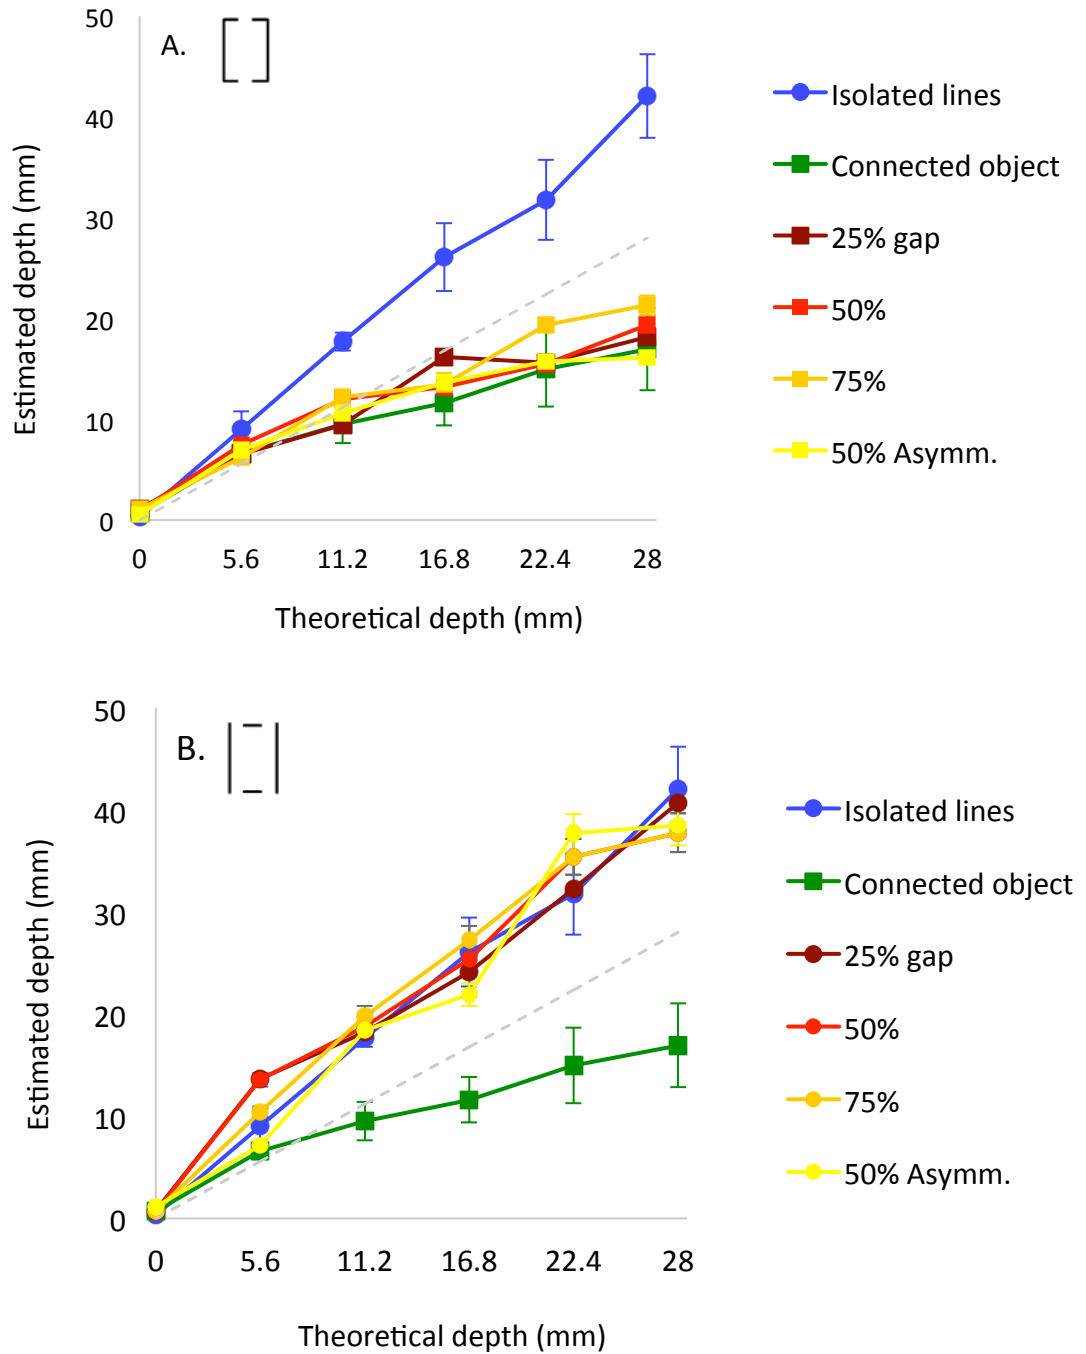 A.
50
40
30
20
10
0
Estimated depth (mm)
0 5.6 11.2 16.8 22.4 28
Theoretical depth (mm)
Isolated lines
Connected object
25% gap
50%
75%
50% Asymm.
B.
50
40
30
20
10
0
Estimated depth (mm)
0 5.6 11.2 16.8 22.4 28
Theoretical depth (mm)
Isolated lines
Connected object
25% gap
50%
75%
50% Asymm.